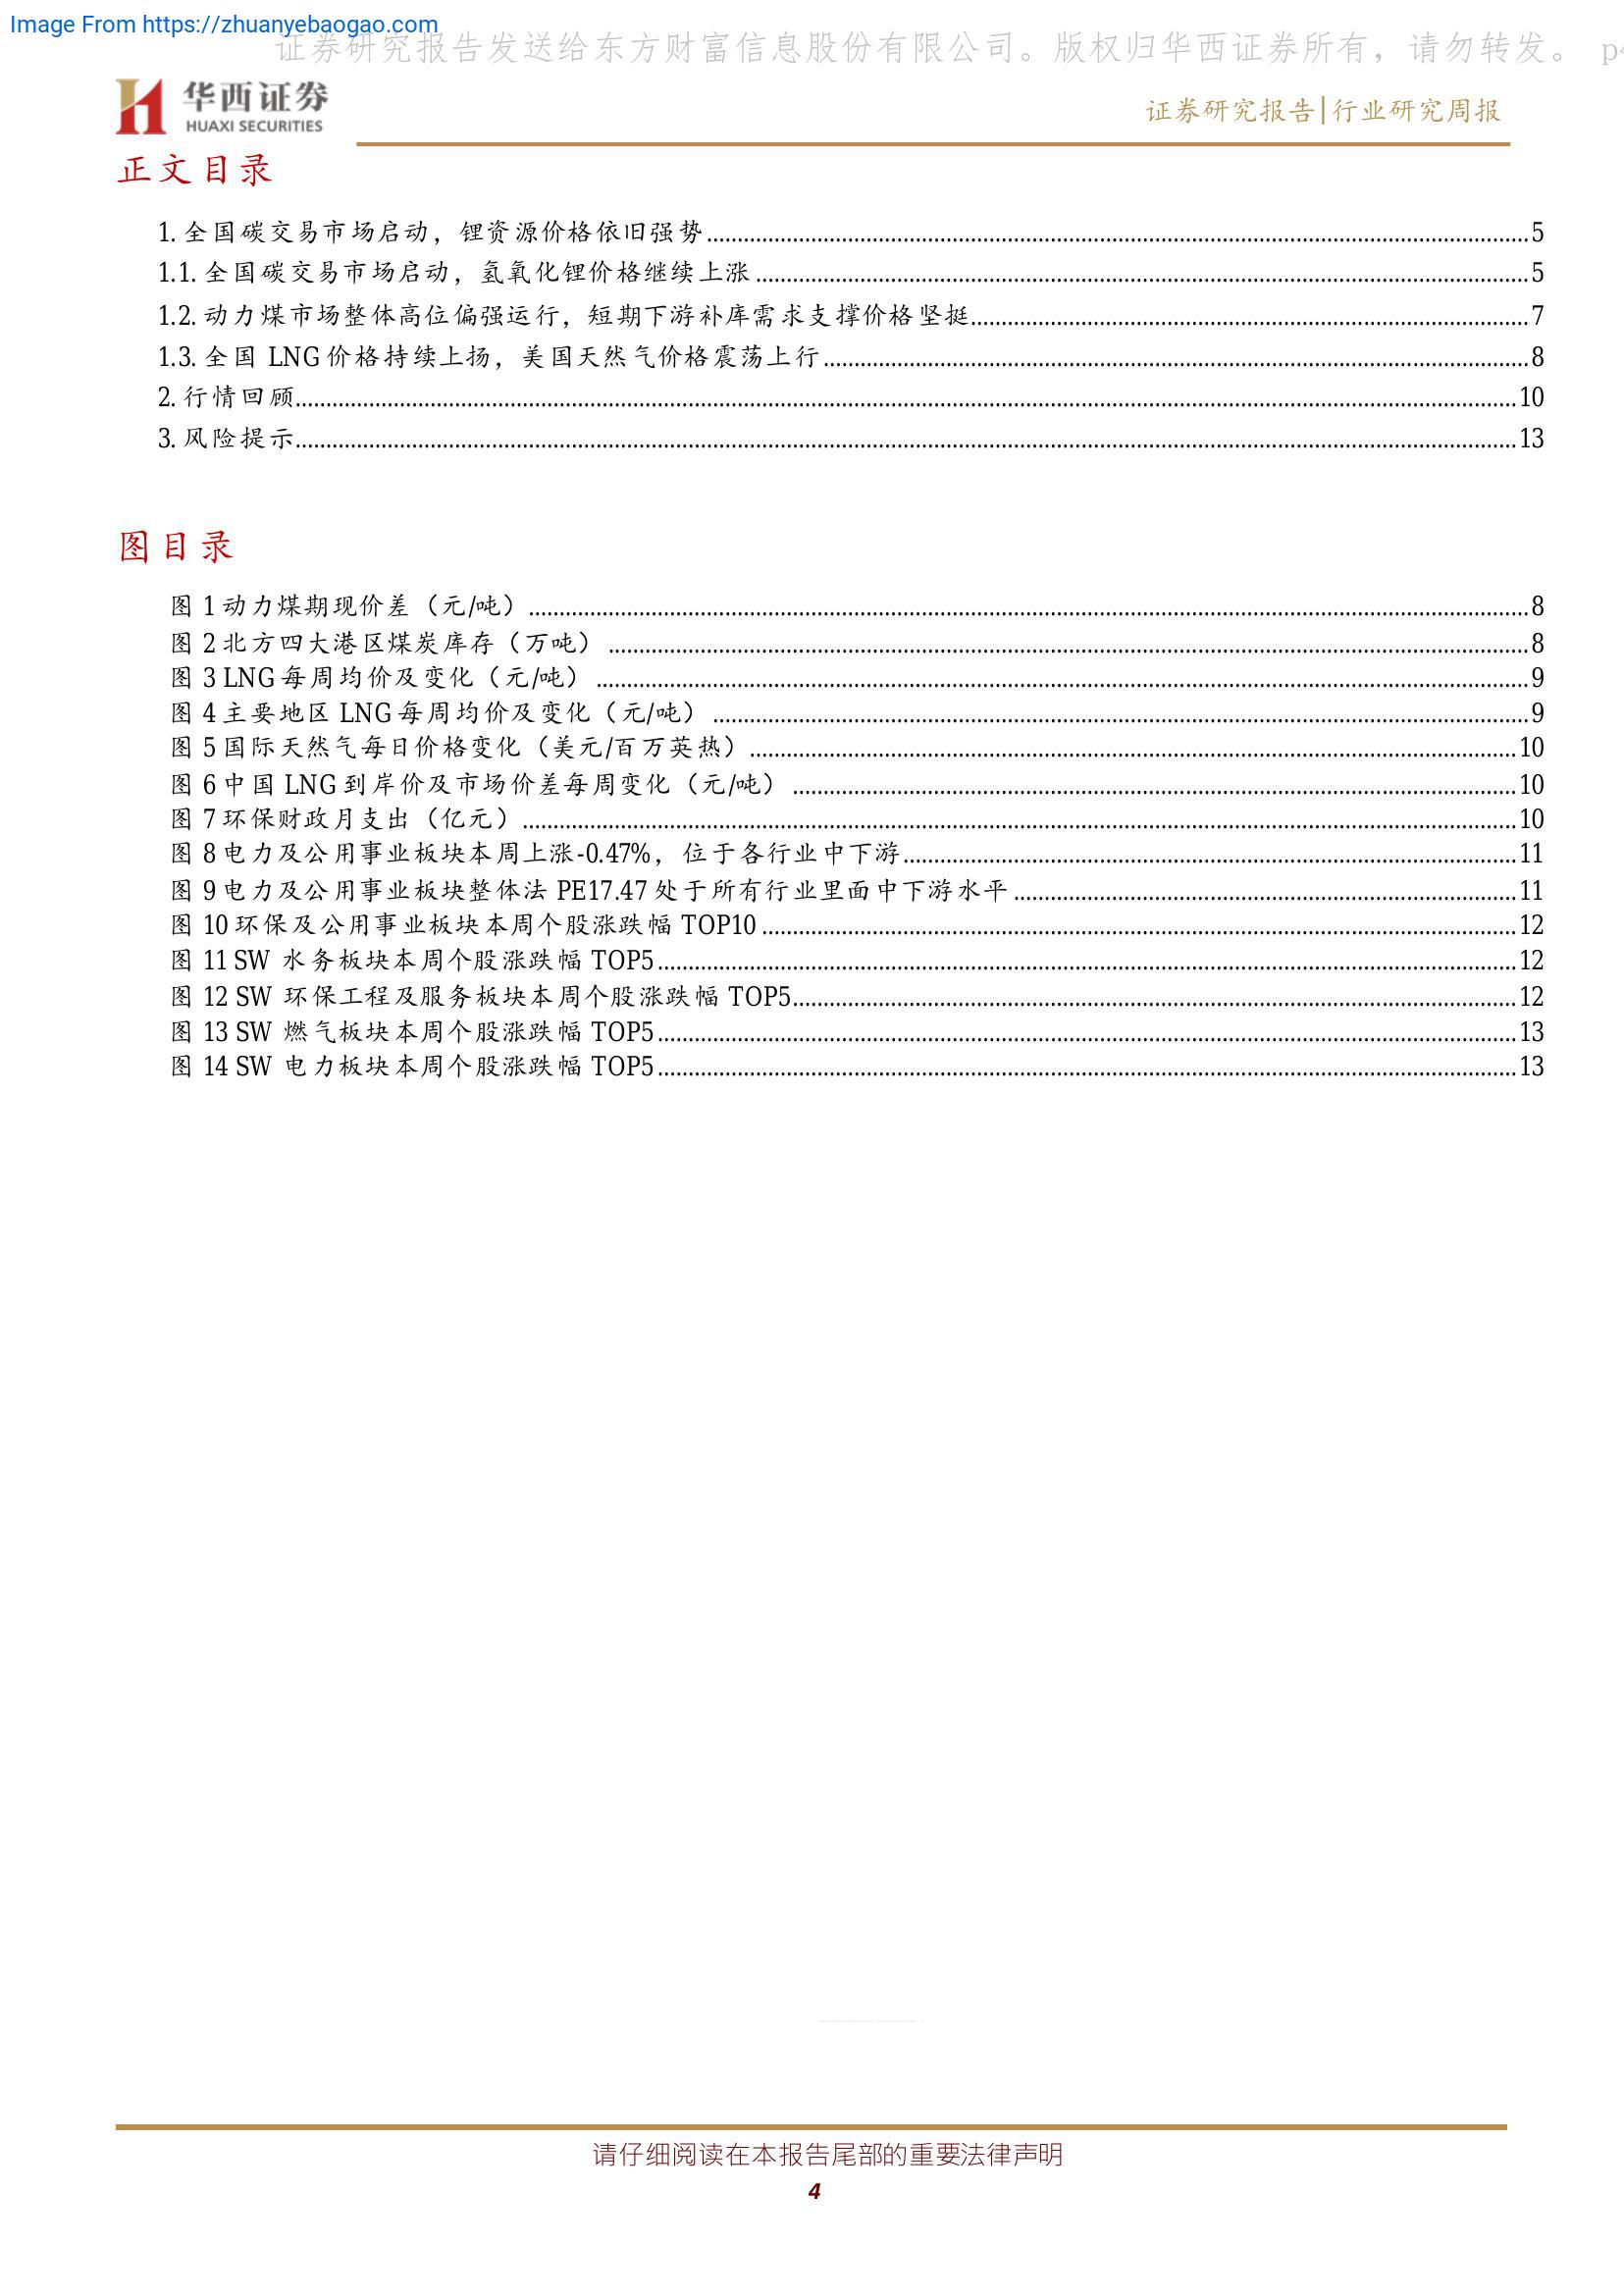 Image From https://zhuanyebaogao.com
证券研究报告发送给东方财富信息股份有限公司。版权归华西证券所有，请勿转发。 p4
华西证券
HUAXI SECURITIES
证券研究报告|行业研究周报
正文目录
1. 全国碳交易市场启动，锂资源价格依旧强势 5
1.1. 全国碳交易市场启动，氢氧化锂价格继续上涨 5
1.2. 动力煤市场整体高位偏强运行，短期下游补库需求支撑价格坚挺 7
1.3. 全国 LNG 价格持续上扬，美国天然气价格震荡上行 8
2. 行情回顾 10
3. 风险提示 13
图目录
图 1 动力煤期现价差（元/吨） 8
图 2 北方四大港区煤炭库存（万吨） 8
图 3 LNG 每周均价及变化（元/吨） 9
图 4 主要地区 LNG 每周均价及变化（元/吨） 9
图 5 国际天然气每日价格变化（美元/百万英热） 10
图 6 中国 LNG 到岸价及市场价差每周变化（元/吨） 10
图 7 环保财政月支出（亿元） 10
图 8 电力及公用事业板块本周上涨-0.47%，位于各行业中下游 11
图 9 电力及公用事业板块整体法 PE17.47 处于所有行业里面中下游水平 11
图 10 环保及公用事业板块本周个股涨跌幅 TOP10 12
图 11 SW 水务板块本周个股涨跌幅 TOP5 12
图 12 SW 环保工程及服务板块本周个股涨跌幅 TOP5 12
图 13 SW 燃气板块本周个股涨跌幅 TOP5 13
图 14 SW 电力板块本周个股涨跌幅 TOP5 13
请仔细阅读在本报告尾部的重要法律声明
4